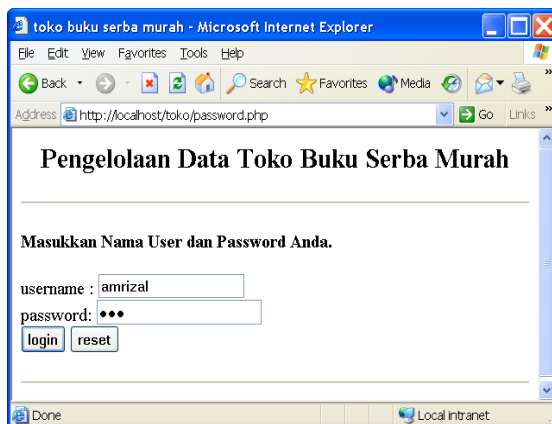 toko buku serba murah - Microsoft Internet Explorer
File Edit View Favorites Tools Help
Back Search Favorites Media »
Address http://localhost/toko/password.php Go Links »
Pengelolaan Data Toko Buku Serba Murah
Masukkan Nama User dan Password Anda.
username : amrizal
password: •••
login reset
Done Local intranet